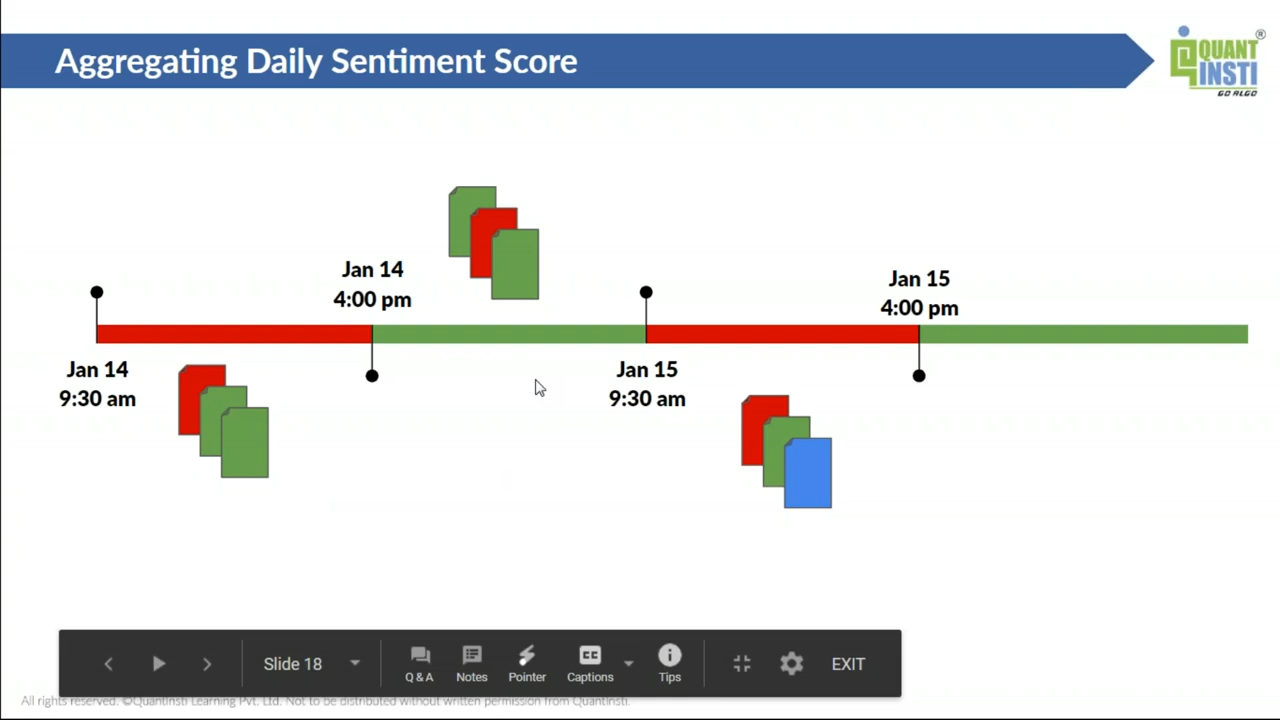 Aggregating Daily Sentiment Score
QUANT
INSTI
®
GO ALGO
Jan 14
4:00 pm
Jan 15
4:00 pm
Jan 14
9:30 am
Jan 15
9:30 am
Slide 18
Q & A
Notes
Pointer
CC
Captions
Tips
EXIT
All rights reserved. ©QuantInsti Learning Pvt. Ltd. Not to be distributed without written permission from QuantInsti.